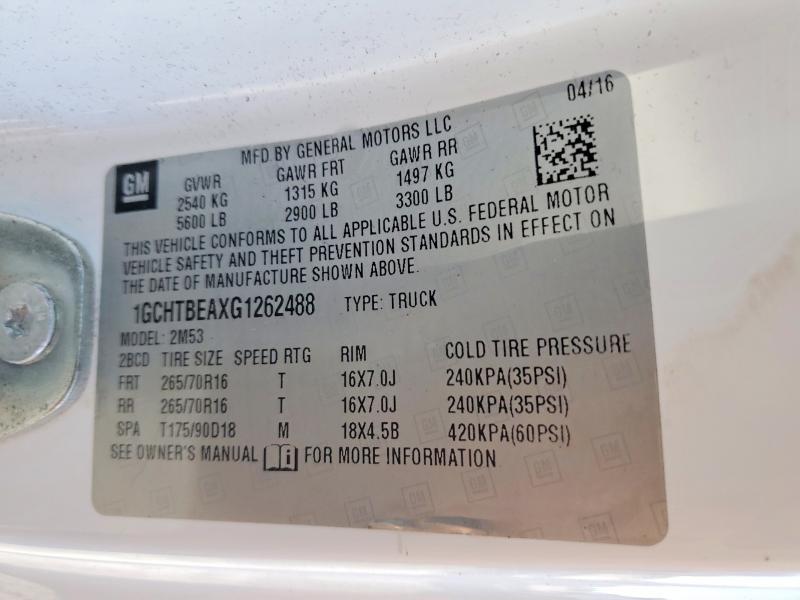 04/16
MFD BY GENERAL MOTORS LLC
GM
GVWR GAWR FRT GAWR RR
2540 KG 1315 KG 1497 KG
5600 LB 2900 LB 3300 LB
THIS VEHICLE CONFORMS TO ALL APPLICABLE U.S. FEDERAL MOTOR
VEHICLE SAFETY AND THEFT PREVENTION STANDARDS IN EFFECT ON
THE DATE OF MANUFACTURE SHOWN ABOVE.
1GCHTBEAXG1262488 TYPE: TRUCK
MODEL: 2M53
2BCD TIRE SIZE SPEED RTG RIM COLD TIRE PRESSURE
FRT 265/70R16 T 16X7.0J 240KPA(35PSI)
RR 265/70R16 T 16X7.0J 240KPA(35PSI)
SPA T175/90D18 M 18X4.5B 420KPA(60PSI)
SEE OWNER'S MANUAL i FOR MORE INFORMATION